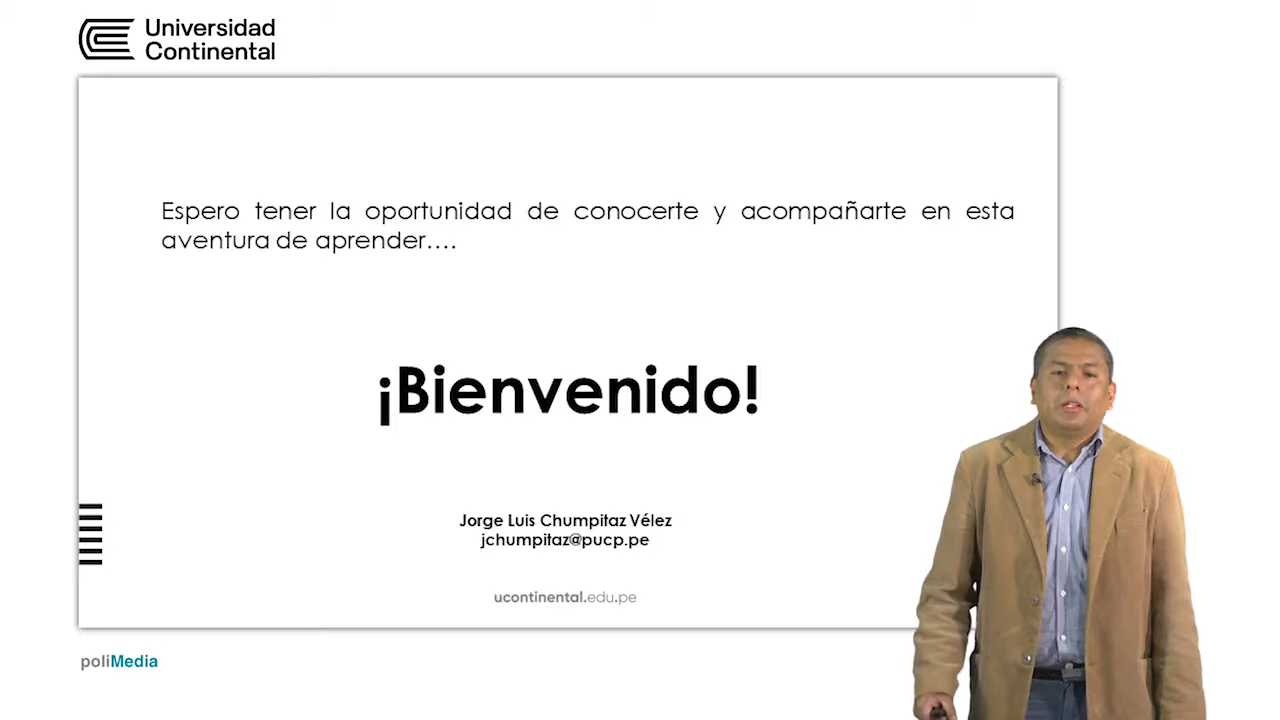 Universidad
Continental
Espero tener la oportunidad de conocerte y acompañarte en esta
aventura de aprender....
¡Bienvenido!
Jorge Luis Chumpitaz Vélez
jchumpitaz@pucp.pe
ucontinental.edu.pe
poliMedia